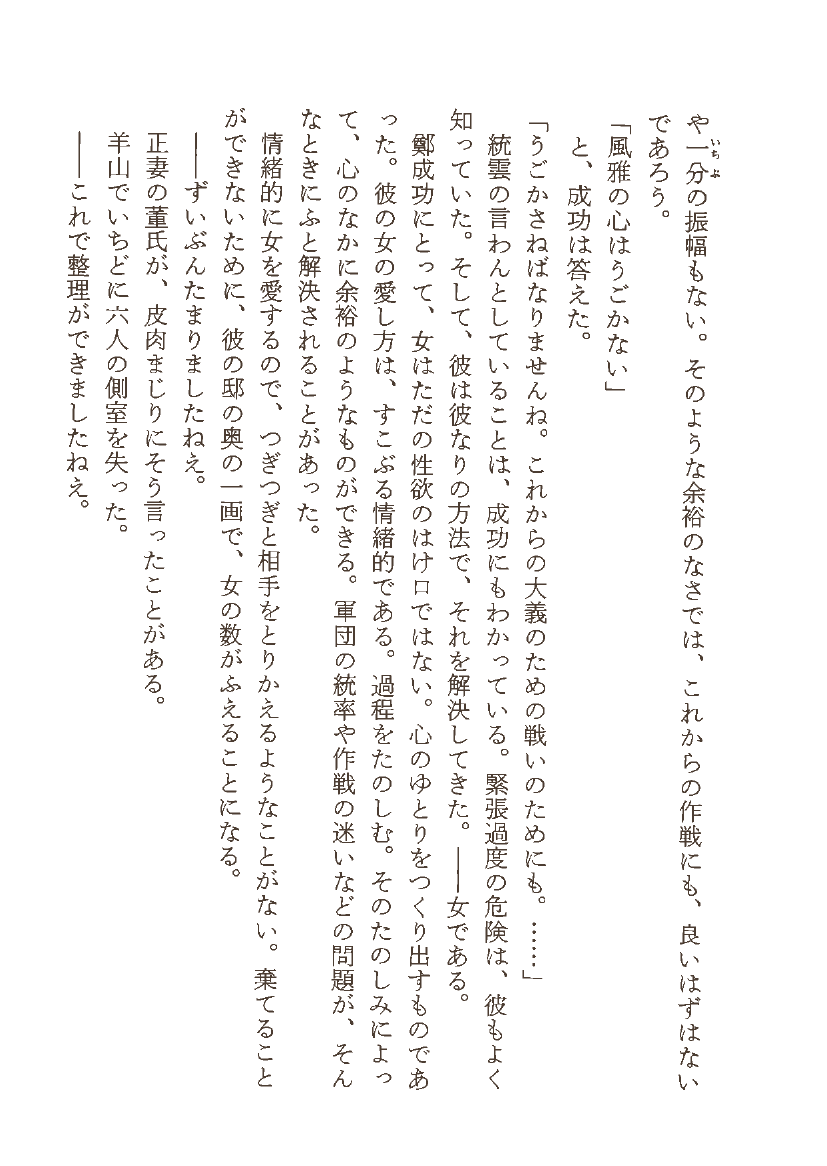 や一分の振幅もない。そのような余裕のなさでは、これからの作戦にも、良いはずはない
であろう。
「風雅の心はうごかない」
と、成功は答えた。
「うごかさねばなりませんね。これからの大義のための戦いのためにも。……」
統雲の言わんとしていることは、成功にもわかっている。緊張過度の危険は、彼もよく
知っていた。そして、彼は彼なりの方法で、それを解決してきた。――女である。
鄭成功にとって、女はただの性欲のはけ口ではない。心のゆとりをつくり出すものであ
った。彼の女の愛し方は、すこぶる情緒的である。過程をたのしむ。そのたのしみによっ
て、心のなかに余裕のようなものができる。軍団の統率や作戦の迷いなどの問題が、そん
なときにふと解決されることがあった。
情緒的に女を愛するので、つぎつぎと相手をとりかえるようなことがない。棄てること
ができないために、彼の邸の奥の一画で、女の数がふえることになる。
――ずいぶんたまりましたねえ。
正妻の董氏が、皮肉まじりにそう言ったことがある。
羊山でいちどに六人の側室を失った。
――これで整理ができましたねえ。